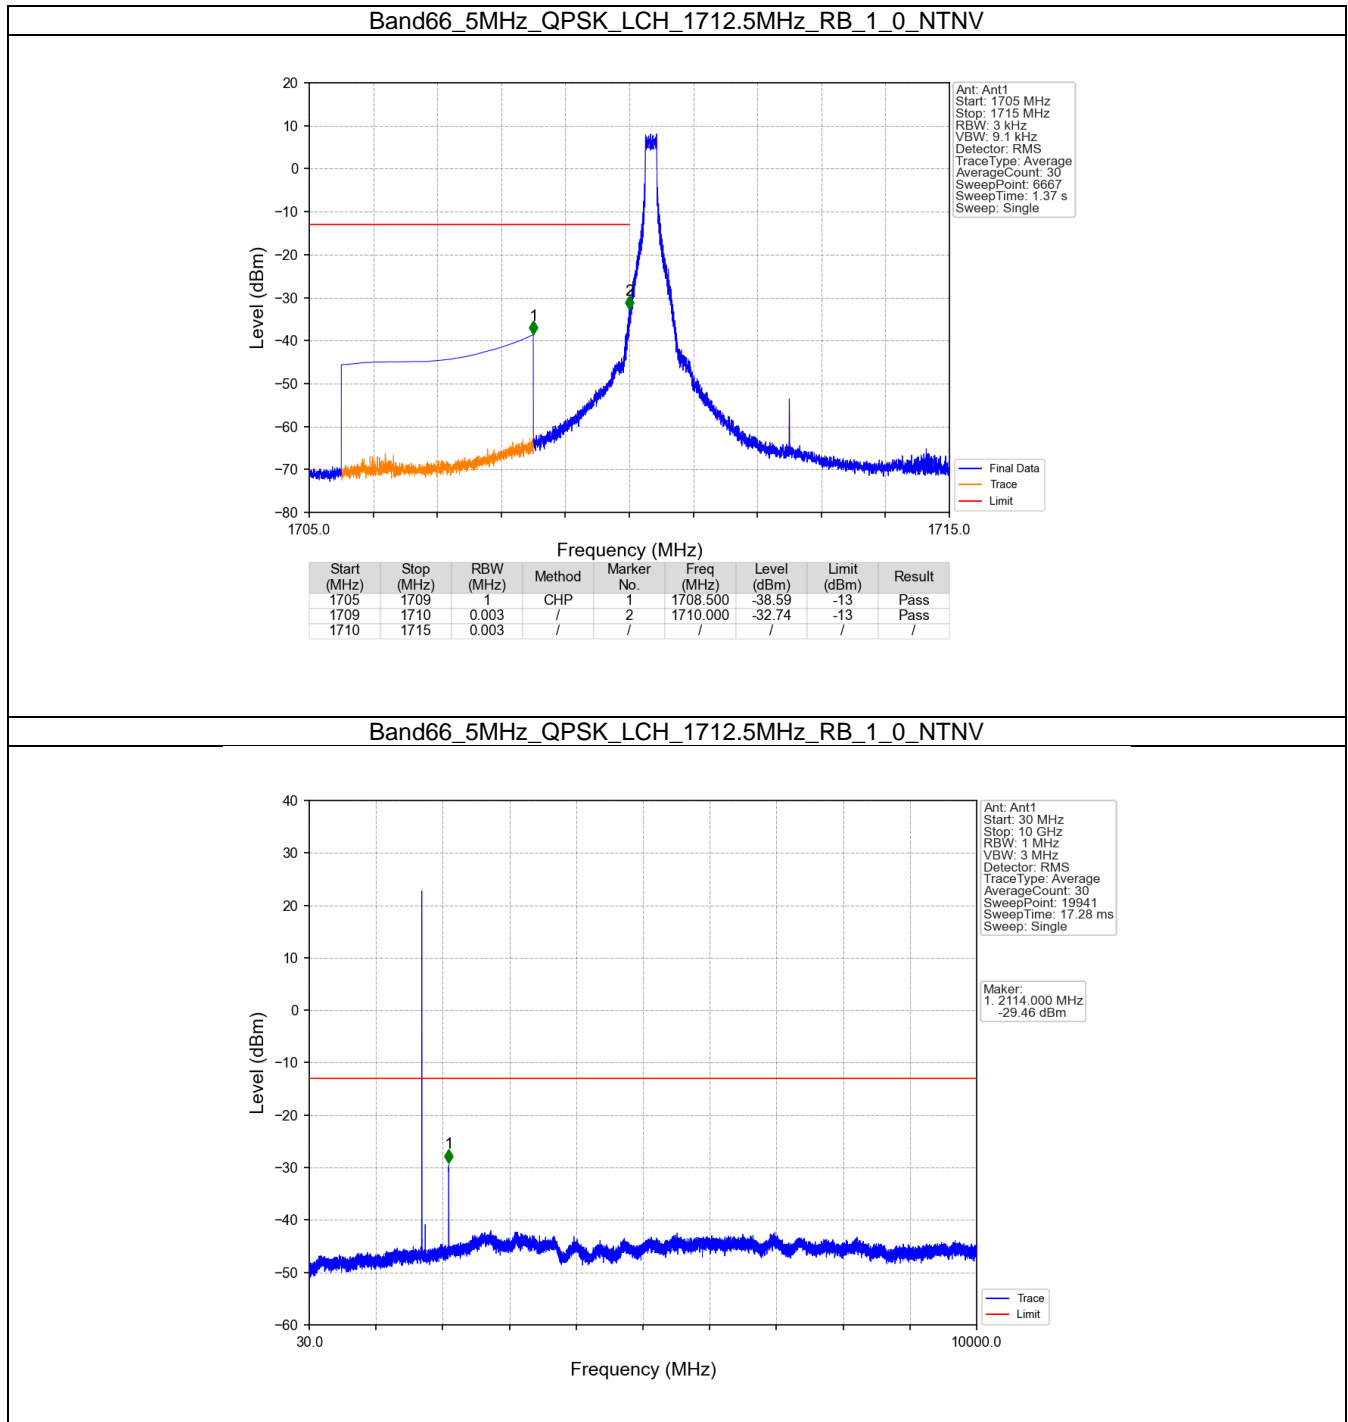 Band66_5MHz_QPSK_LCH_1712.5MHz_RB_1_0_NTNV
20
10
0
−10
−20
−30
−40
−50
−60
−70
−80
Level (dBm)
1
2
1705.0
1715.0
Frequency (MHz)
Ant: Ant1
Start: 1705 MHz
Stop: 1715 MHz
RBW: 3 kHz
VBW: 9.1 kHz
Detector: RMS
TraceType: Average
AverageCount: 30
SweepPoint: 6667
SweepTime: 1.37 s
Sweep: Single
Final Data
Trace
Limit
Start (MHz) Stop (MHz) RBW (MHz) Method Marker No. Freq (MHz) Level (dBm) Limit (dBm) Result
1705 1709 1 CHP 1 1708.500 -38.59 -13 Pass
1709 1710 0.003 / 2 1710.000 -32.74 -13 Pass
1710 1715 0.003 / / / / / /
Band66_5MHz_QPSK_LCH_1712.5MHz_RB_1_0_NTNV
40
30
20
10
0
−10
−20
−30
−40
−50
−60
Level (dBm)
1
30.0
10000.0
Frequency (MHz)
Ant: Ant1
Start: 30 MHz
Stop: 10 GHz
RBW: 1 MHz
VBW: 3 MHz
Detector: RMS
TraceType: Average
AverageCount: 30
SweepPoint: 19941
SweepTime: 17.28 ms
Sweep: Single
Maker:
1. 2114.000 MHz
-29.46 dBm
Trace
Limit